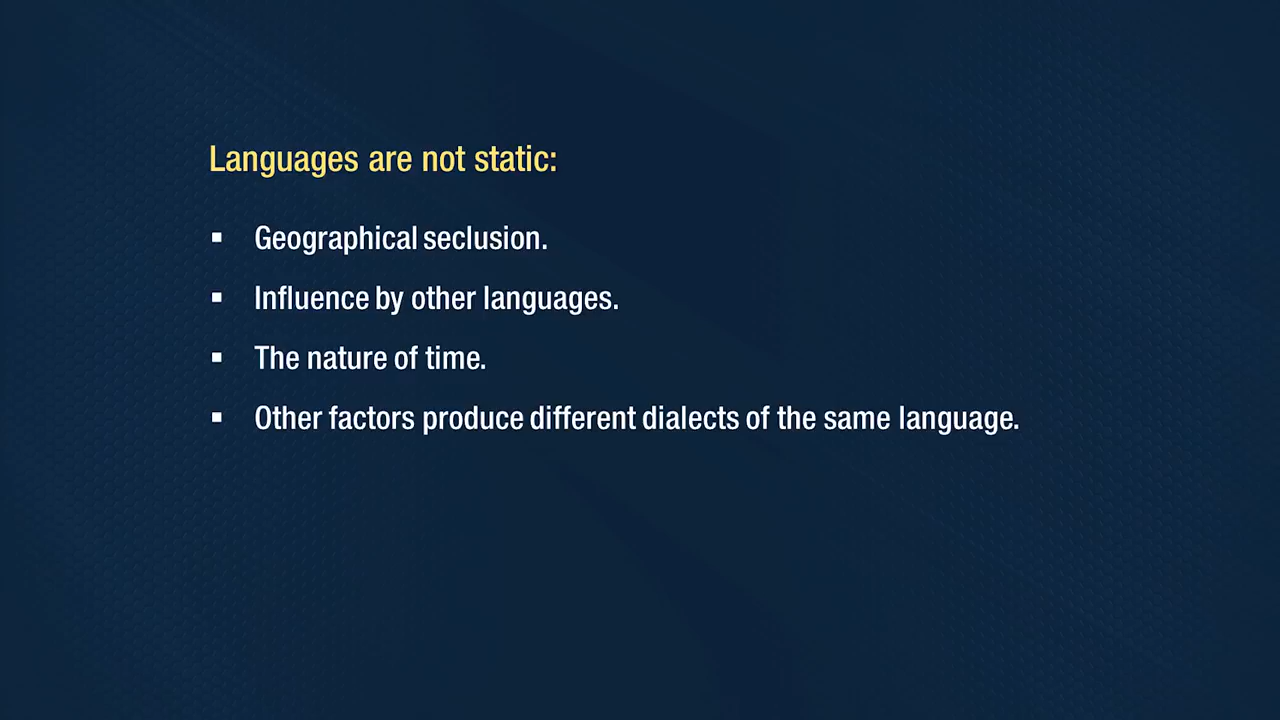 Languages are not static:
▪ Geographical seclusion.
▪ Influence by other languages.
▪ The nature of time.
▪ Other factors produce different dialects of the same language.